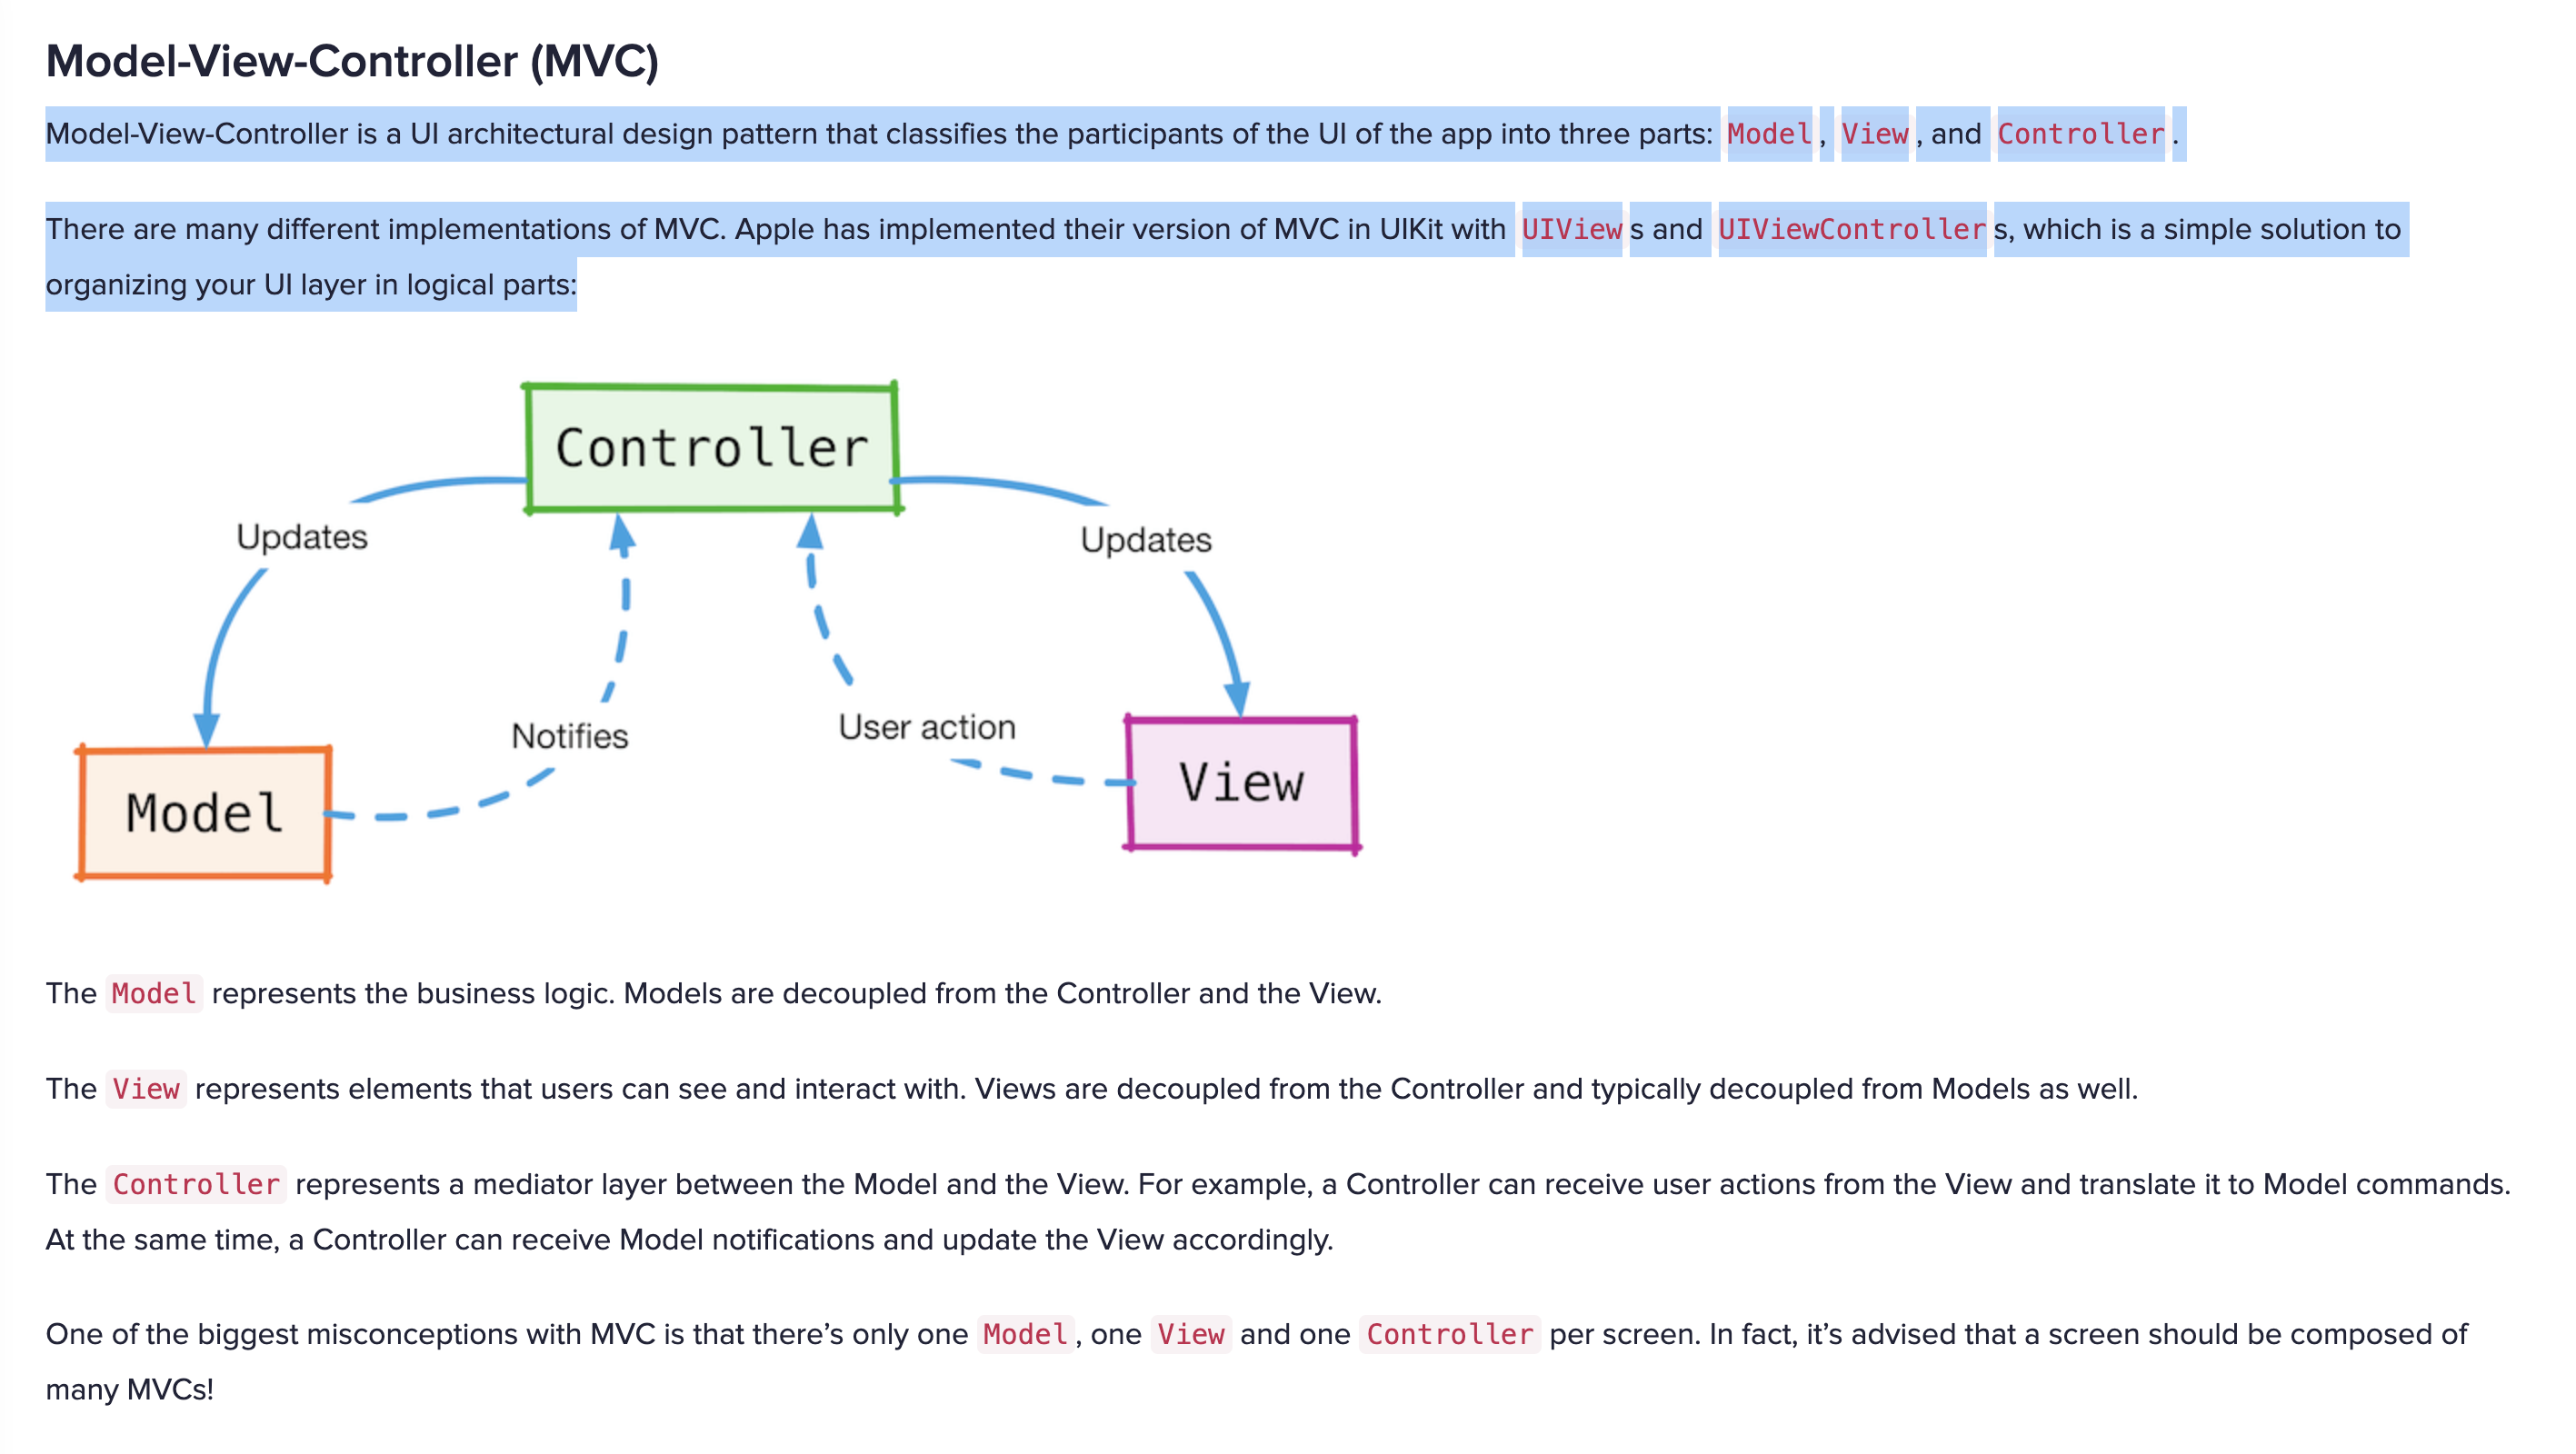 Model-View-Controller (MVC)
Model-View-Controller is a UI architectural design pattern that classifies the participants of the UI of the app into three parts: Model, View, and Controller.
There are many different implementations of MVC. Apple has implemented their version of MVC in UIKit with UIViews and UIViewControllers, which is a simple solution to
organizing your UI layer in logical parts:
Controller
Updates
Updates
Notifies
User action
View
Model
The Model represents the business logic. Models are decoupled from the Controller and the View.
The View represents elements that users can see and interact with. Views are decoupled from the Controller and typically decoupled from Models as well.
The Controller represents a mediator layer between the Model and the View. For example, a Controller can receive user actions from the View and translate it to Model commands.
At the same time, a Controller can receive Model notifications and update the View accordingly.
One of the biggest misconceptions with MVC is that there’s only one Model, one View and one Controller per screen. In fact, it’s advised that a screen should be composed of
many MVCs!